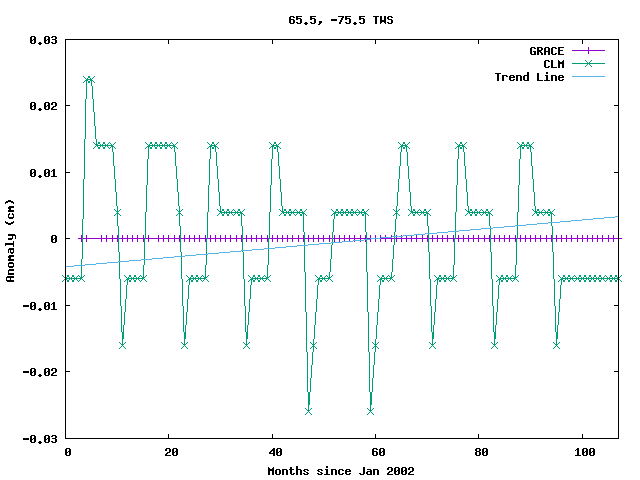 65.5, -75.5 TWS
GRACE
CLM
Trend Line
0.03
0.02
0.01
0
-0.01
-0.02
-0.03
Anomaly (cm)
0 20 40 60 80 100
Months since Jan 2002